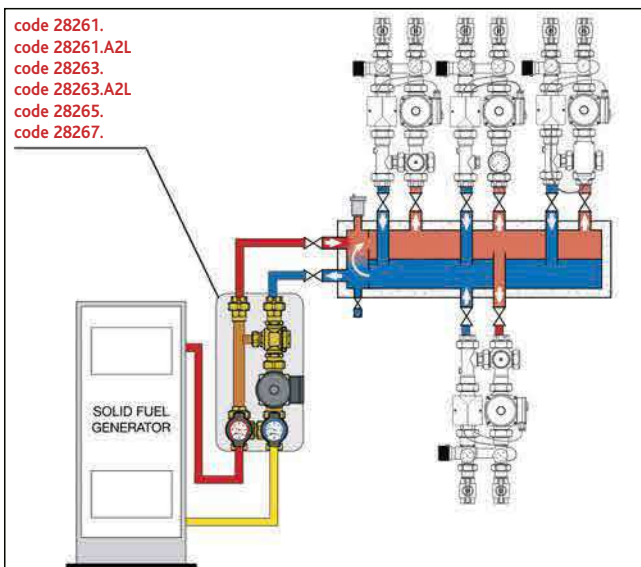 code 28261.
code 28261.A2L
code 28263.
code 28263.A2L
code 28265.
code 28267.
SOLID FUEL
GENERATOR